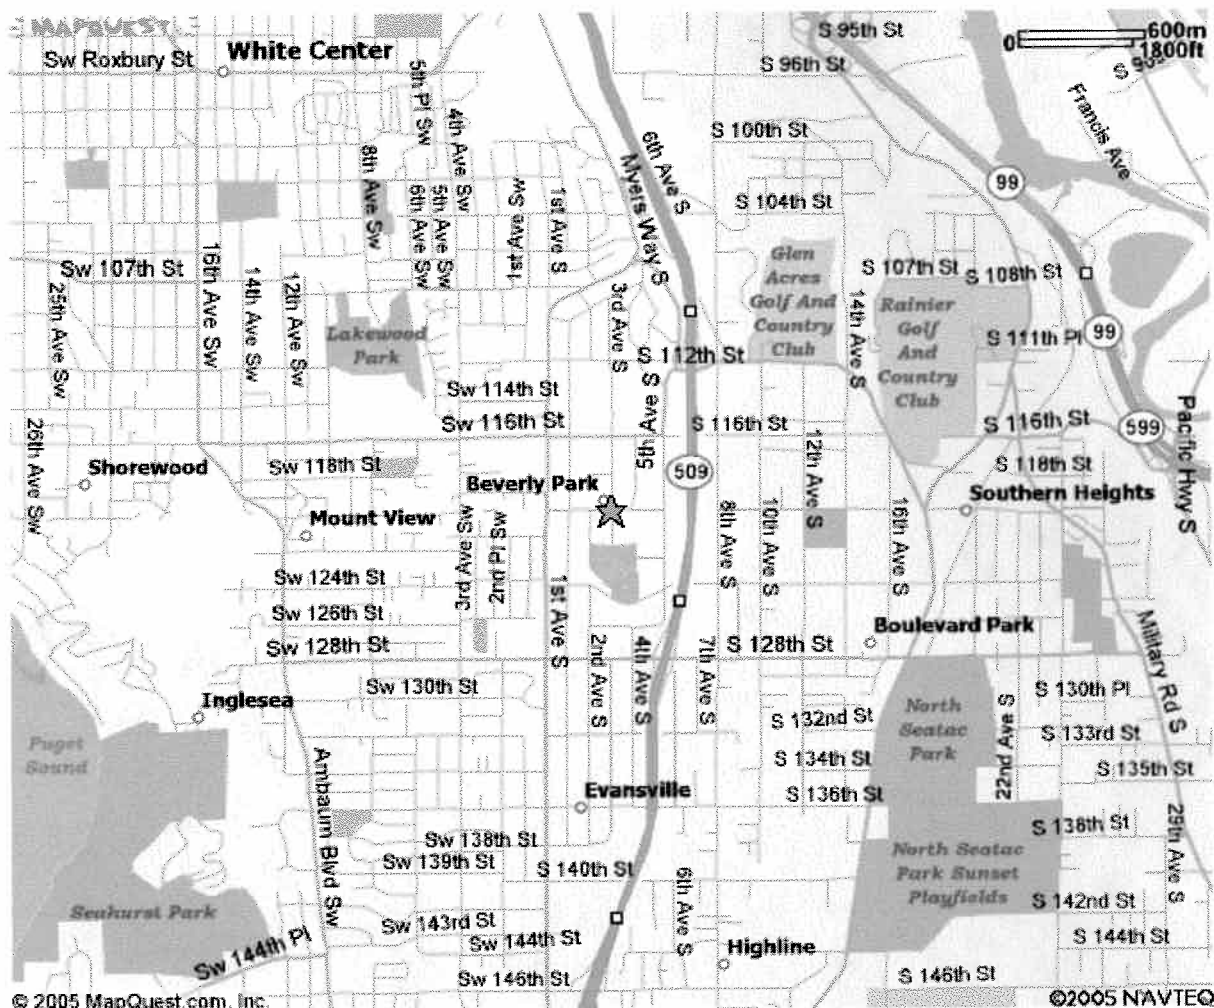 MAPQUEST
S 95th St
0 600m
1800ft
White Center
Sw Roxbury St
S 96th St
5th Pl Sw
4th Ave Sw
6th Ave S
Francis Ave
S 100th St
8th Ave Sw
6th Ave Sw
5th Ave Sw
1st Ave Sw
1st Ave S
Myers Way S
99
S 104th St
16th Ave Sw
Sw 107th St
14th Ave Sw
12th Ave Sw
25th Ave Sw
3rd Ave S
Glen
Acres
Golf And
Country
Club
S 107th St
S 108th St
14th Ave S
Rainier
Golf
And
Country
Club
Lakewood
Park
S 111th Pl
99
S 112th St
Sw 114th St
Sw 116th St
5th Ave S S
S 116th St
S 116th St
599
Pacific Hwy S
26th Ave Sw
Shorewood
Sw 118th St
509
12th Ave S
S 118th St
Beverly Park
Southern Heights
Mount View
3rd Ave Sw
2nd Pl Sw
8th Ave S
10th Ave S
16th Ave S
Sw 124th St
Sw 126th St
Sw 128th St
1st Ave S
2nd Ave S
4th Ave S
7th Ave S
S 128th St
Boulevard Park
Military Rd S
Sw 130th St
S 130th Pl
Inglesea
S 132nd St
North
Seatac
Park
22nd Ave S
S 133rd St
Puget
Sound
S 134th St
S 135th St
Ambaum Blvd Sw
Evansville
S 136th St
S 138th St
29th Ave S
Sw 138th St
Sw 139th St
S 140th St
North Seatac
Park Sunset
Playfields
6th Ave S
S 142nd St
Seahurst Park
Sw 143rd St
Sw 144th Pl
Sw 144th St
S 144th St
Highline
Sw 146th St
S 146th St
© 2005 MapQuest.com, Inc.
©2005 NAVTEQ